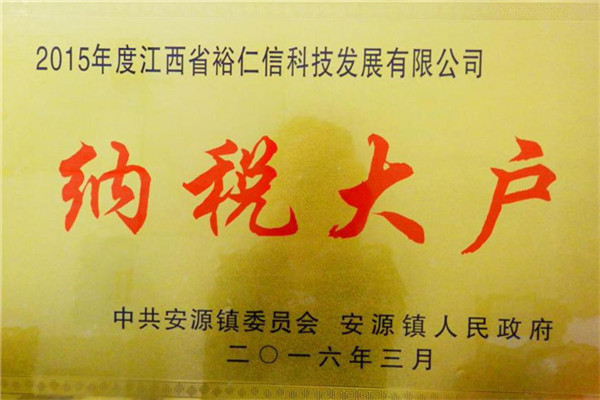 2015年度江西省裕仁信科技发展有限公司
纳税大户
中共安源镇委员会 安源镇人民政府
二〇一六年三月